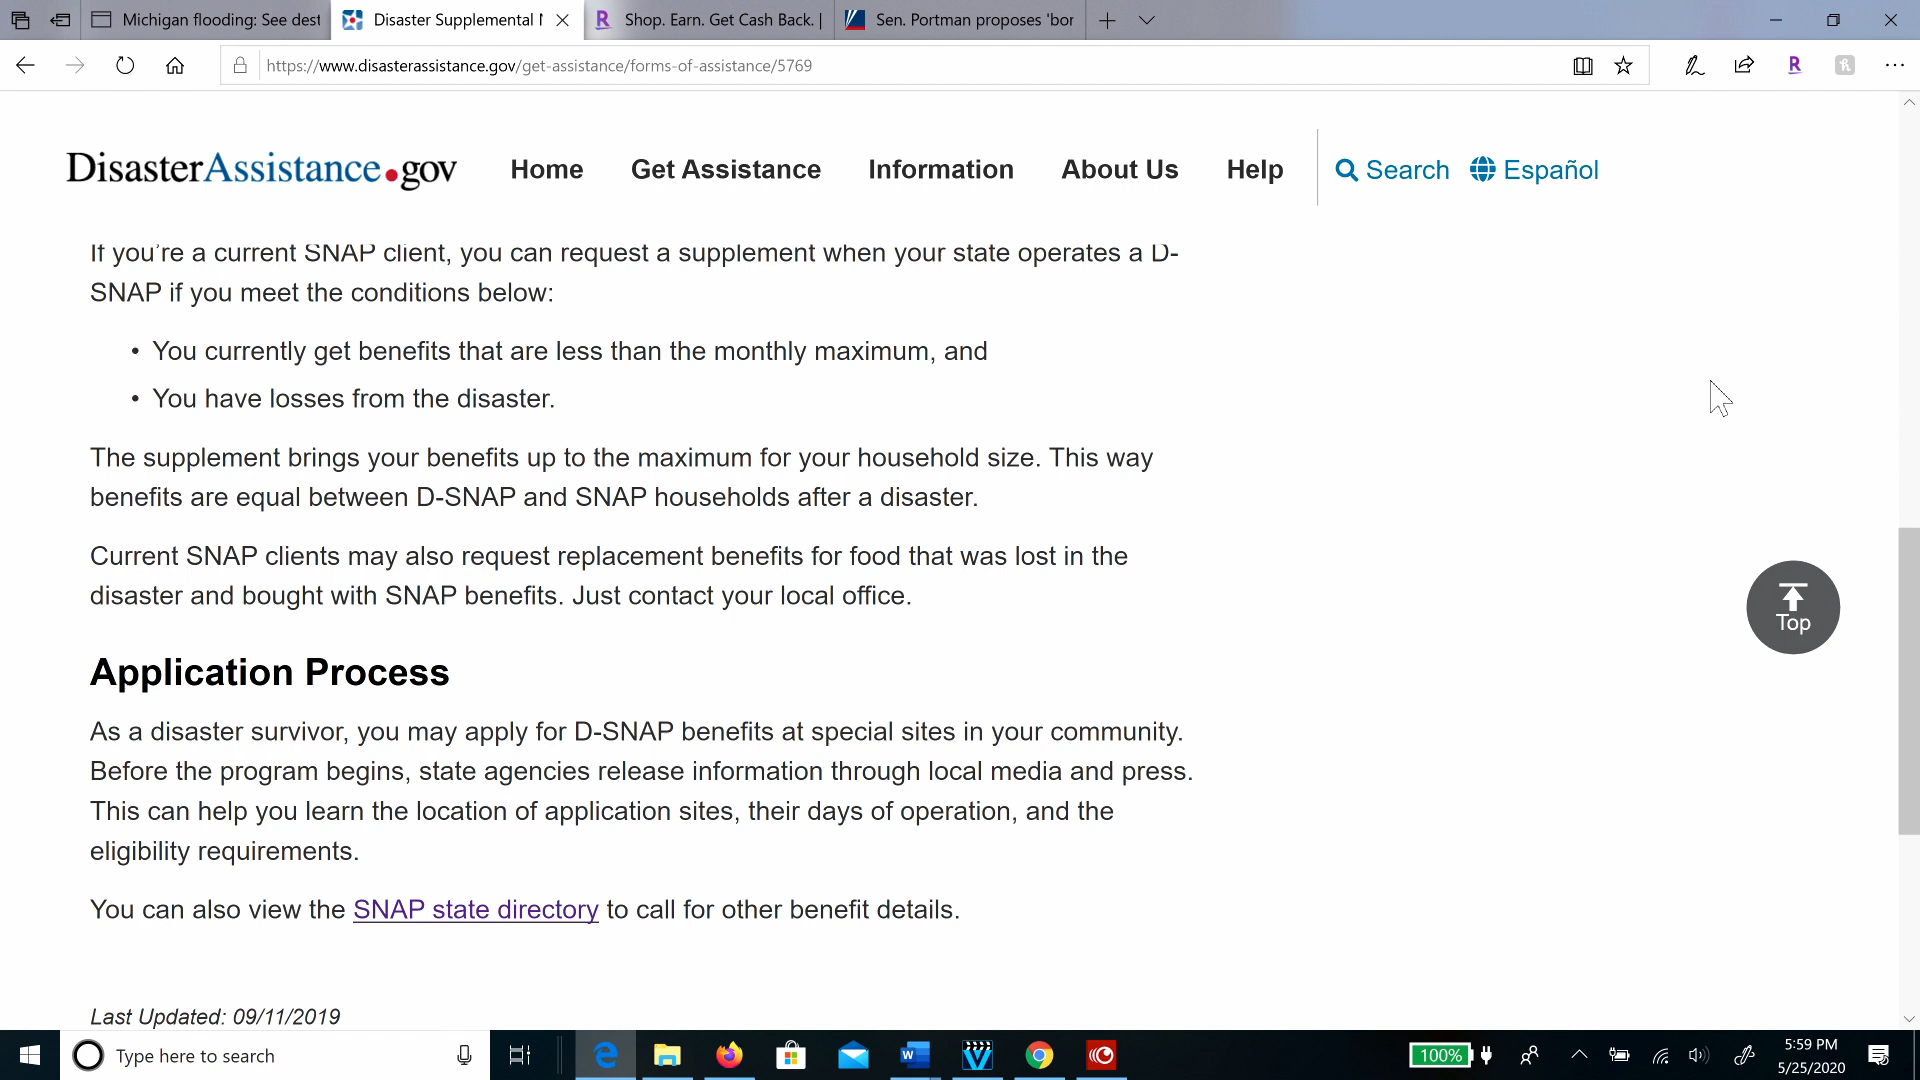 Michigan flooding: See dest
Disaster Supplemental N
Shop. Earn. Get Cash Back. |
Sen. Portman proposes 'bor
https://www.disasterassistance.gov/get-assistance/forms-of-assistance/5769
DisasterAssistance.gov
Home
Get Assistance
Information
About Us
Help
Search
Español
If you're a current SNAP client, you can request a supplement when your state operates a D-
SNAP if you meet the conditions below:
• You currently get benefits that are less than the monthly maximum, and
• You have losses from the disaster.
The supplement brings your benefits up to the maximum for your household size. This way
benefits are equal between D-SNAP and SNAP households after a disaster.
Current SNAP clients may also request replacement benefits for food that was lost in the
disaster and bought with SNAP benefits. Just contact your local office.
Top
Application Process
As a disaster survivor, you may apply for D-SNAP benefits at special sites in your community.
Before the program begins, state agencies release information through local media and press.
This can help you learn the location of application sites, their days of operation, and the
eligibility requirements.
You can also view the SNAP state directory to call for other benefit details.
Last Updated: 09/11/2019
Type here to search
100%
5:59 PM
5/25/2020